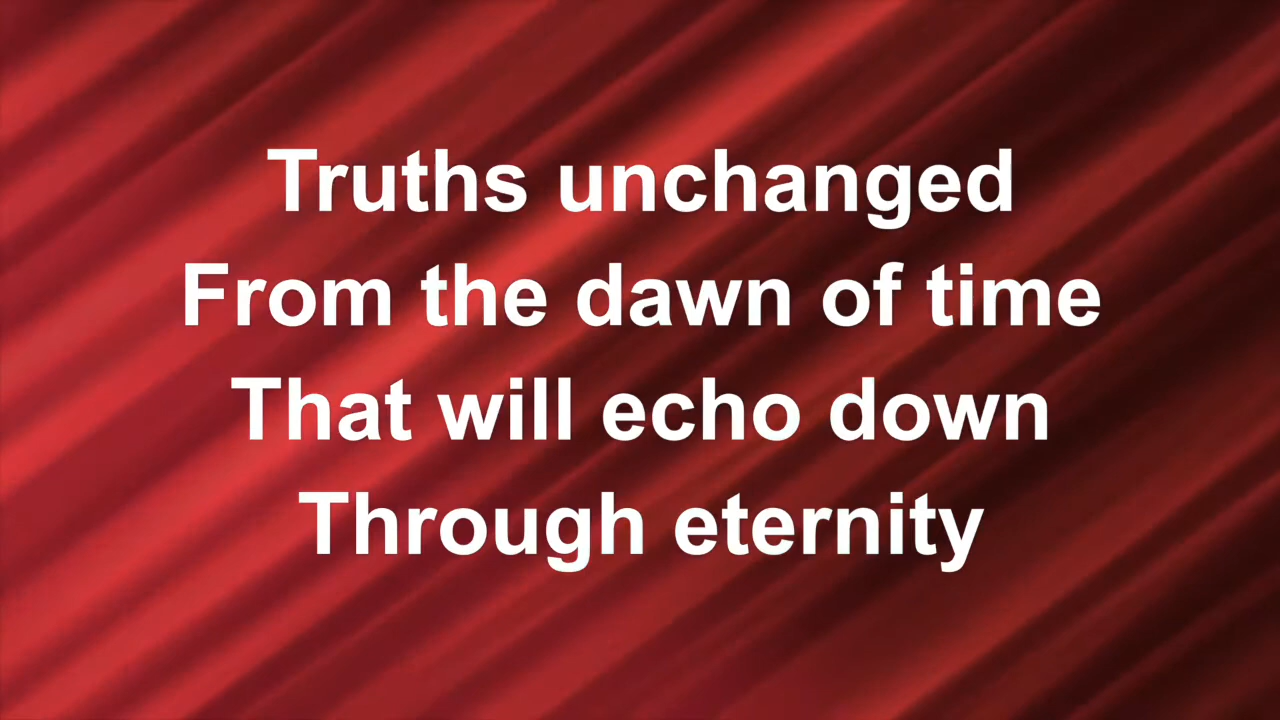 Truths unchanged
From the dawn of time
That will echo down
Through eternity